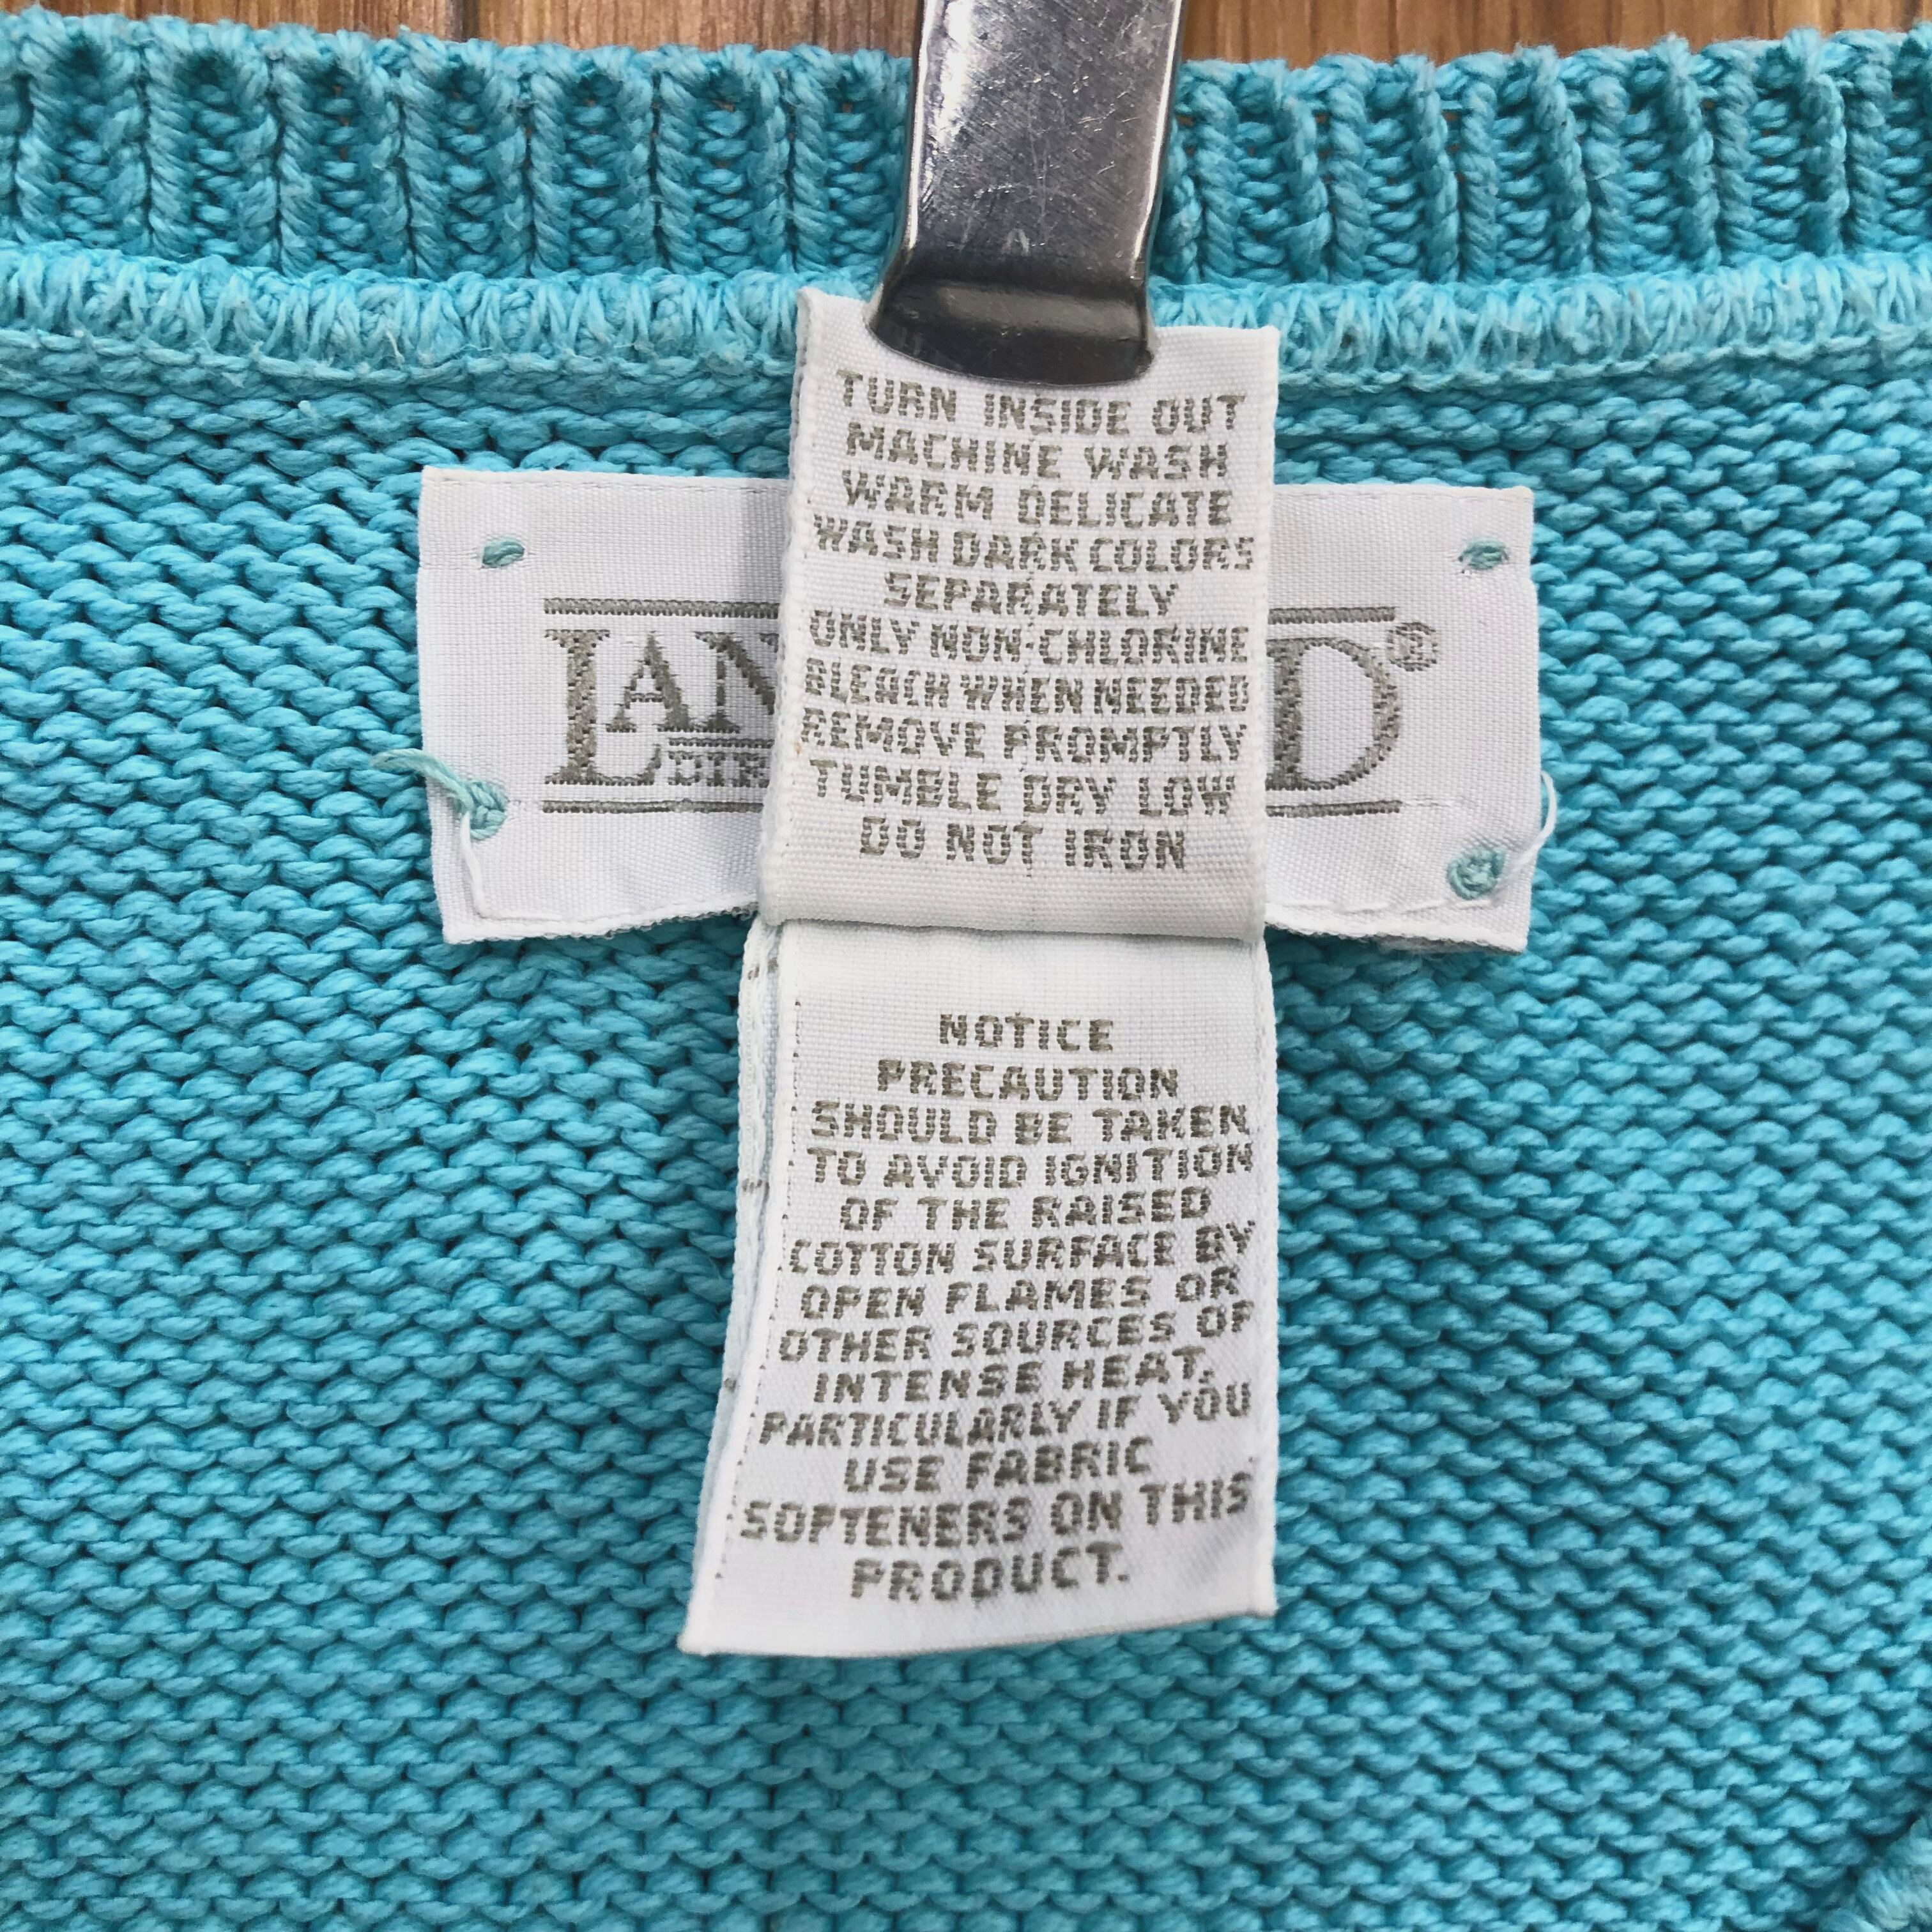 TURN INSIDE OUT
MACHINE WASH
WARM DELICATE
WASH DARK COLORS
SEPARATELY
ONLY NON-CHLORINE
BLEACH WHEN NEEDED
REMOVE PROMPTLY
TUMBLE DRY LOW
DO NOT IRON
NOTICE
PRECAUTION
SHOULD BE TAKEN
TO AVOID IGNITION
OF THE RAISED
COTTON SURFACE BY
OPEN FLAMES OR
OTHER SOURCES OF
INTENSE HEAT,
PARTICULARLY IF YOU
USE FABRIC
SOFTENERS ON THIS
PRODUCT.